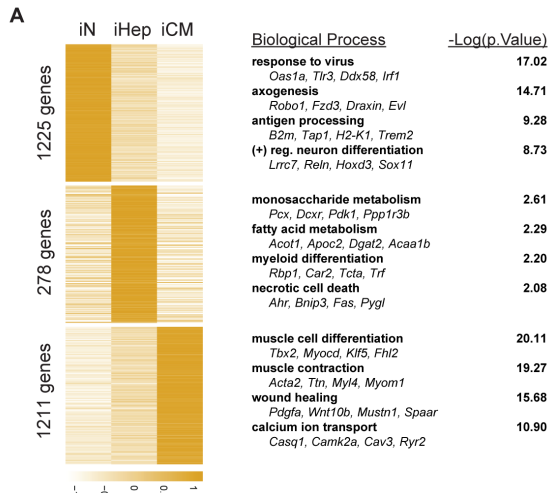 A
iN iHep iCM
Biological Process -Log(p.Value)
1225 genes
response to virus 17.02
Oas1a, Tlr3, Ddx58, Irf1
axogenesis 14.71
Robo1, Fzd3, Draxin, Evl
antigen processing 9.28
B2m, Tap1, H2-K1, Trem2
(+) reg. neuron differentiation 8.73
Lrrc7, Reln, Hoxd3, Sox11
278 genes
monosaccharide metabolism 2.61
Pcx, Dcxr, Pdk1, Ppp1r3b
fatty acid metabolism 2.29
Acot1, Apoc2, Dgat2, Acaa1b
myeloid differentiation 2.20
Rbp1, Car2, Tcta, Trf
necrotic cell death 2.08
Ahr, Bnip3, Fas, Pygl
1211 genes
muscle cell differentiation 20.11
Tbx2, Myocd, Klf5, Fhl2
muscle contraction 19.27
Acta2, Ttn, Myl4, Myom1
wound healing 15.68
Pdgfa, Wnt10b, Mustn1, Spaar
calcium ion transport 10.90
Casq1, Camk2a, Cav3, Ryr2
0 1